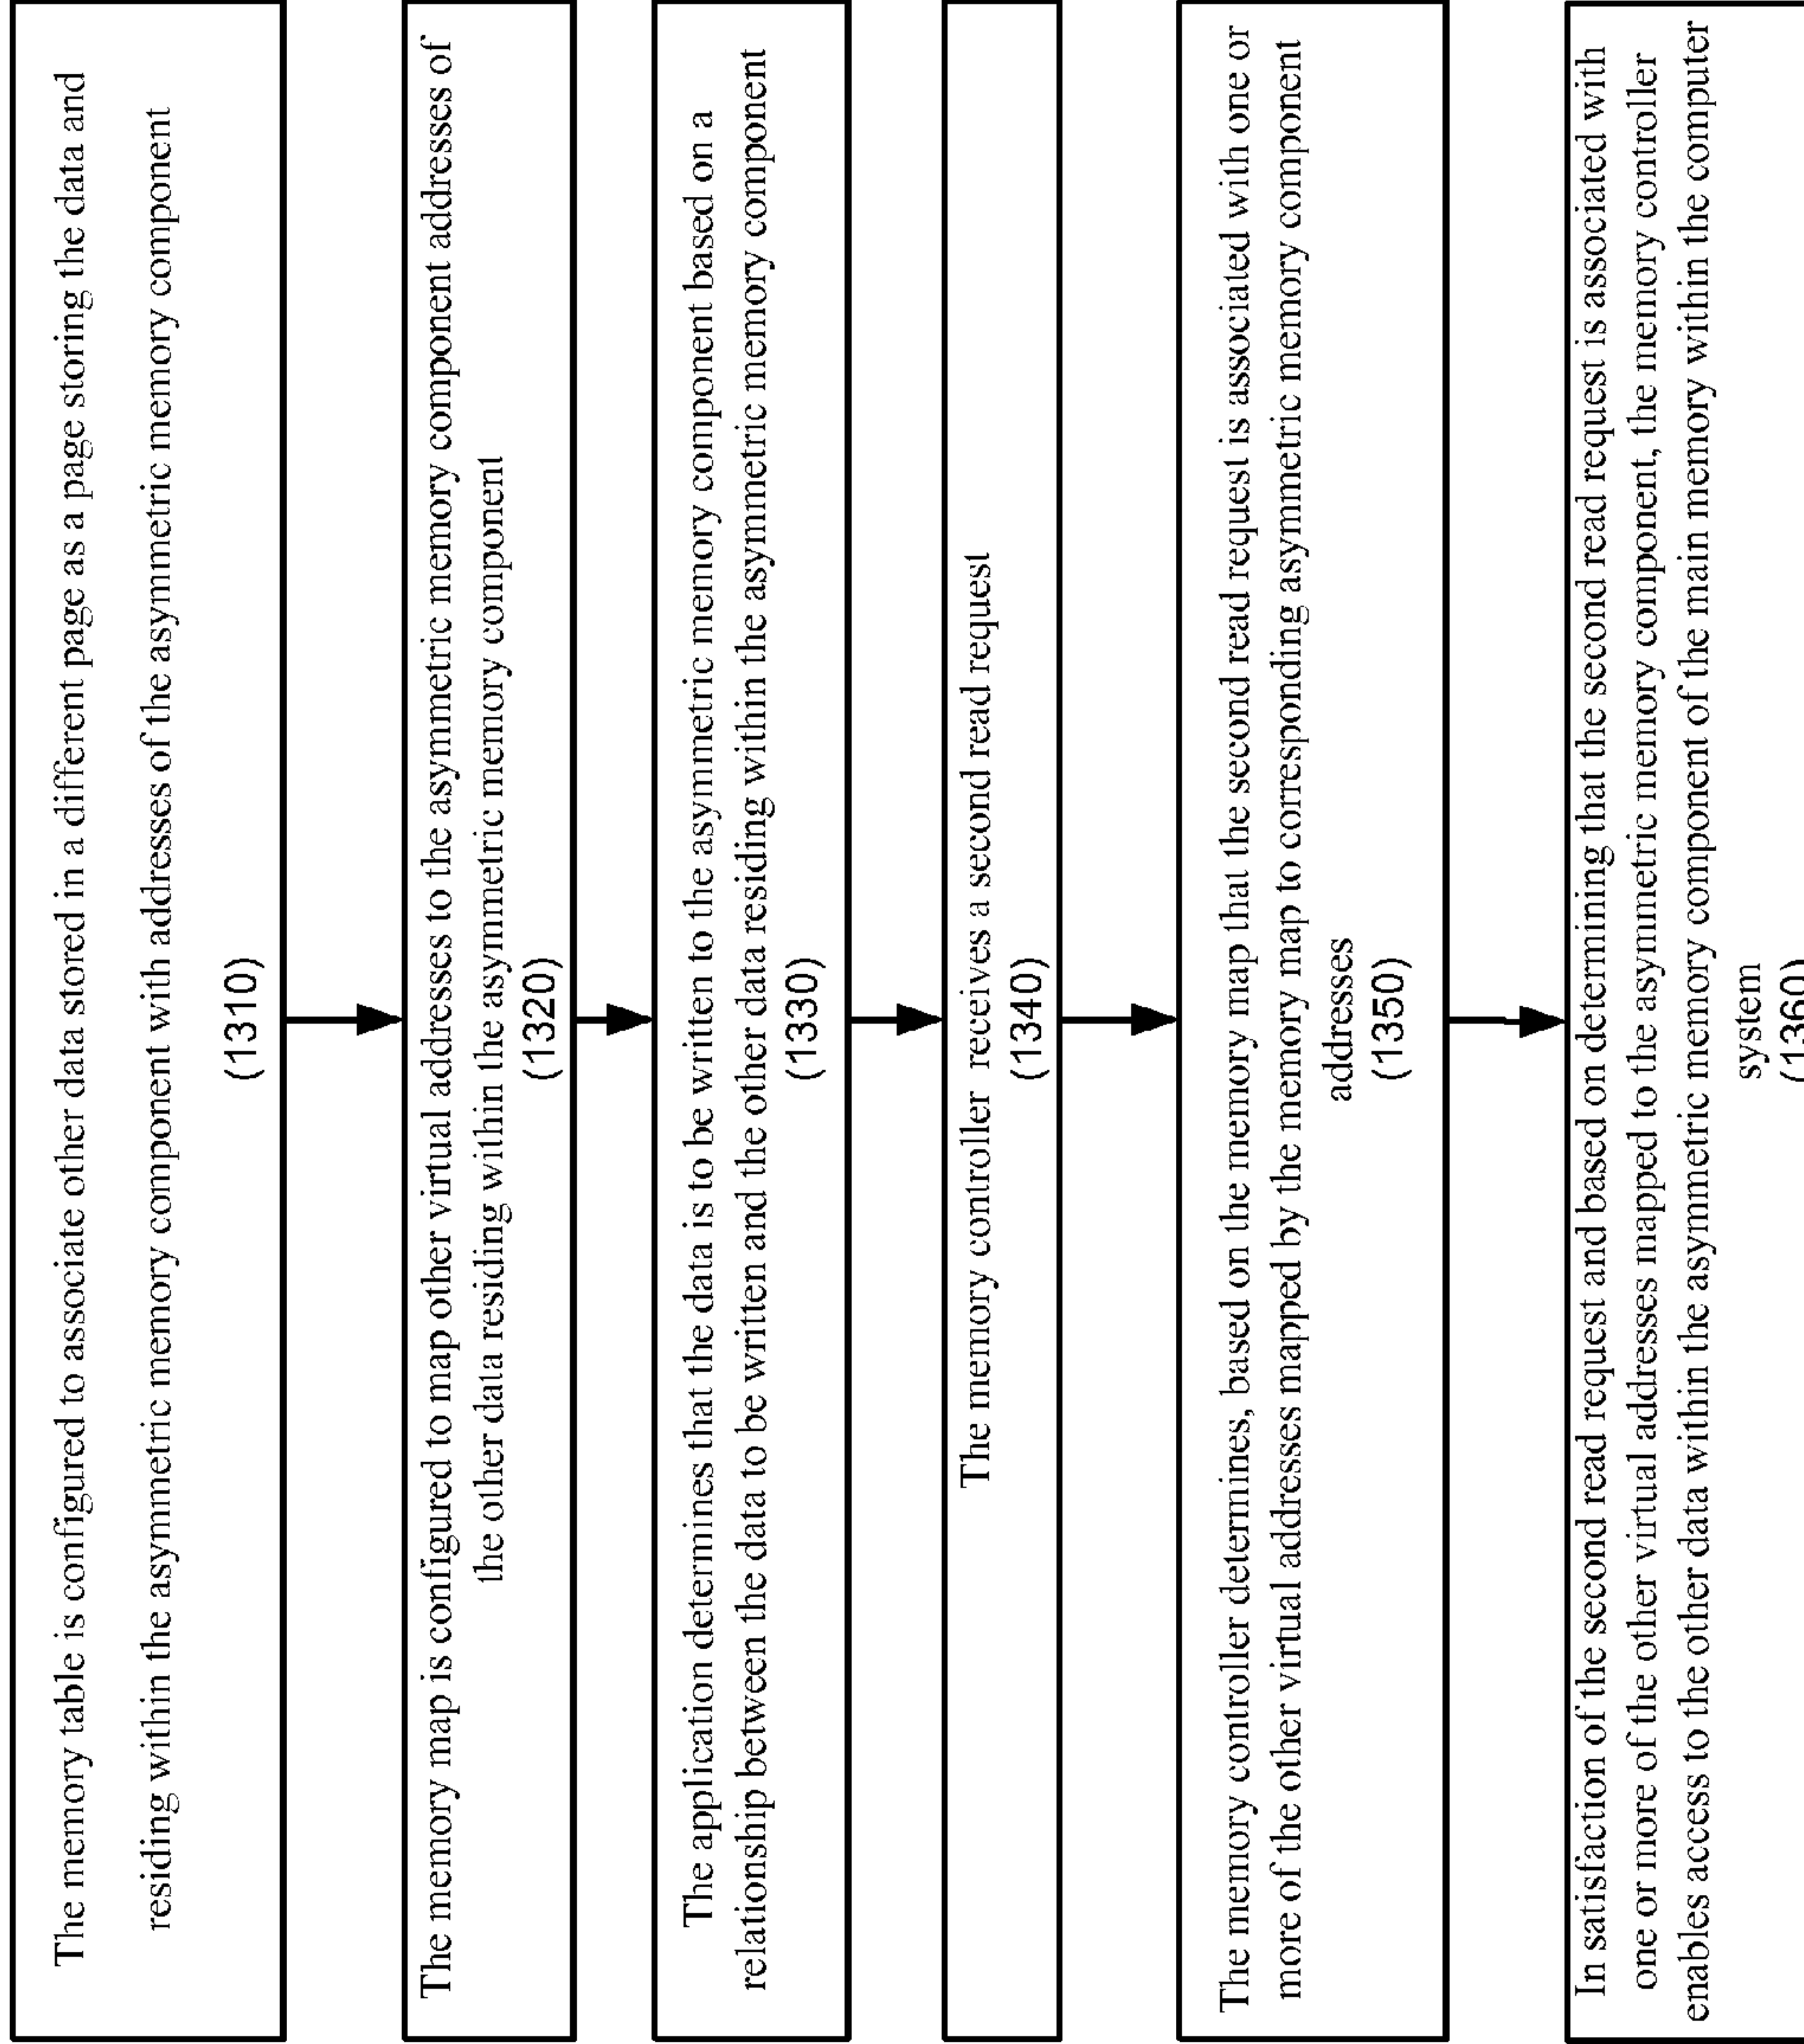 The memory table is configured to associate other data stored in a different page as a page storing the data and
residing within the asymmetric memory component with addresses of the asymmetric memory component
(1310)
The memory map is configured to map other virtual addresses to the asymmetric memory component addresses of
the other data residing within the asymmetric memory component
(1320)
The application determines that the data is to be written to the asymmetric memory component based on a
relationship between the data to be written and the other data residing within the asymmetric memory component
(1330)
The memory controller receives a second read request
(1340)
The memory controller determines, based on the memory map that the second read request is associated with one or
more of the other virtual addresses mapped by the memory map to corresponding asymmetric memory component
addresses
(1350)
In satisfaction of the second read request and based on determining that the second read request is associated with
one or more of the other virtual addresses mapped to the asymmetric memory component, the memory controller
enables access to the other data within the asymmetric memory component of the main memory within the computer
system
(1360)